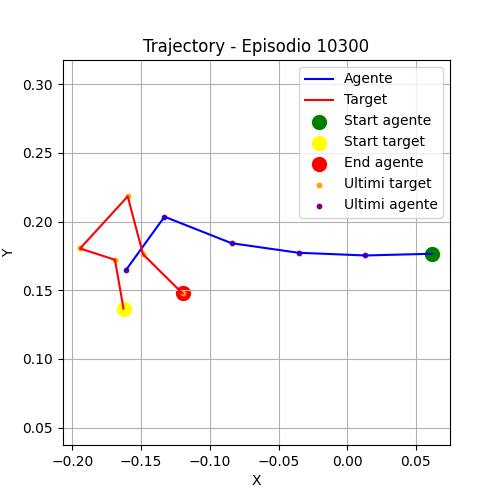 Trajectory - Episodio 10300
Agente
Target
Start agente
Start target
End agente
Ultimi target
Ultimi agente
Y
0.30
0.25
0.20
0.15
0.10
0.05
−0.20
−0.15
−0.10
−0.05
0.00
0.05
X